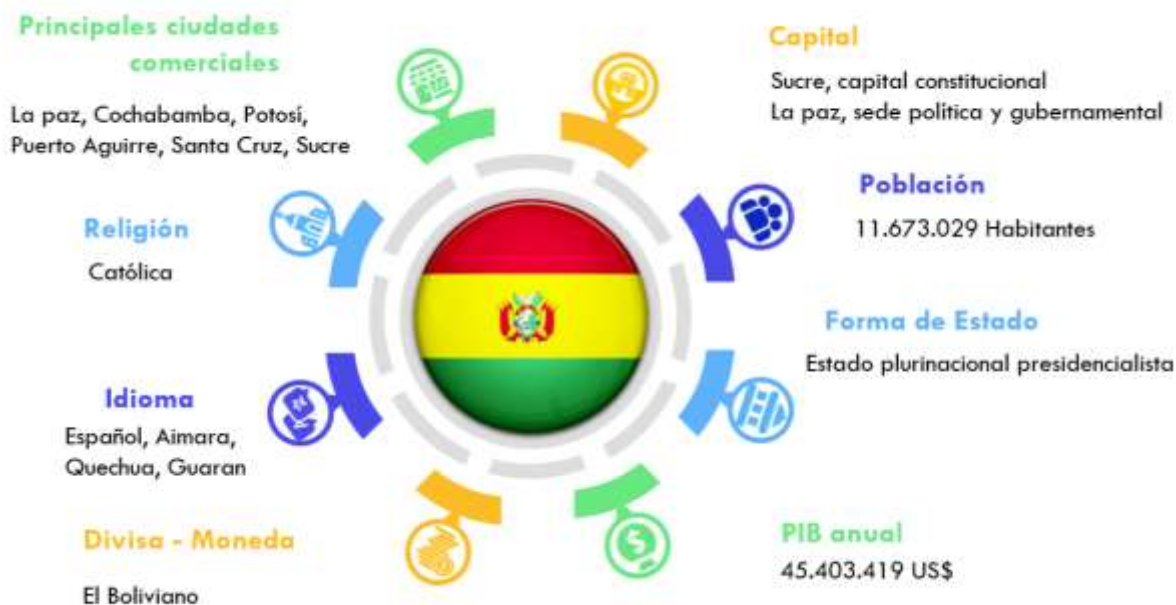 Principales ciudades
comerciales
La paz, Cochabamba, Potosí,
Puerto Aguirre, Santa Cruz, Sucre
Religión
Católica
Idioma
Español, Aimara,
Quechua, Guaran
Divisa - Moneda
El Boliviano
Capital
Sucre, capital constitucional
La paz, sede política y gubernamental
Población
11.673.029 Habitantes
Forma de Estado
Estado plurinacional presidencialista
PIB anual
45.403.419 US$